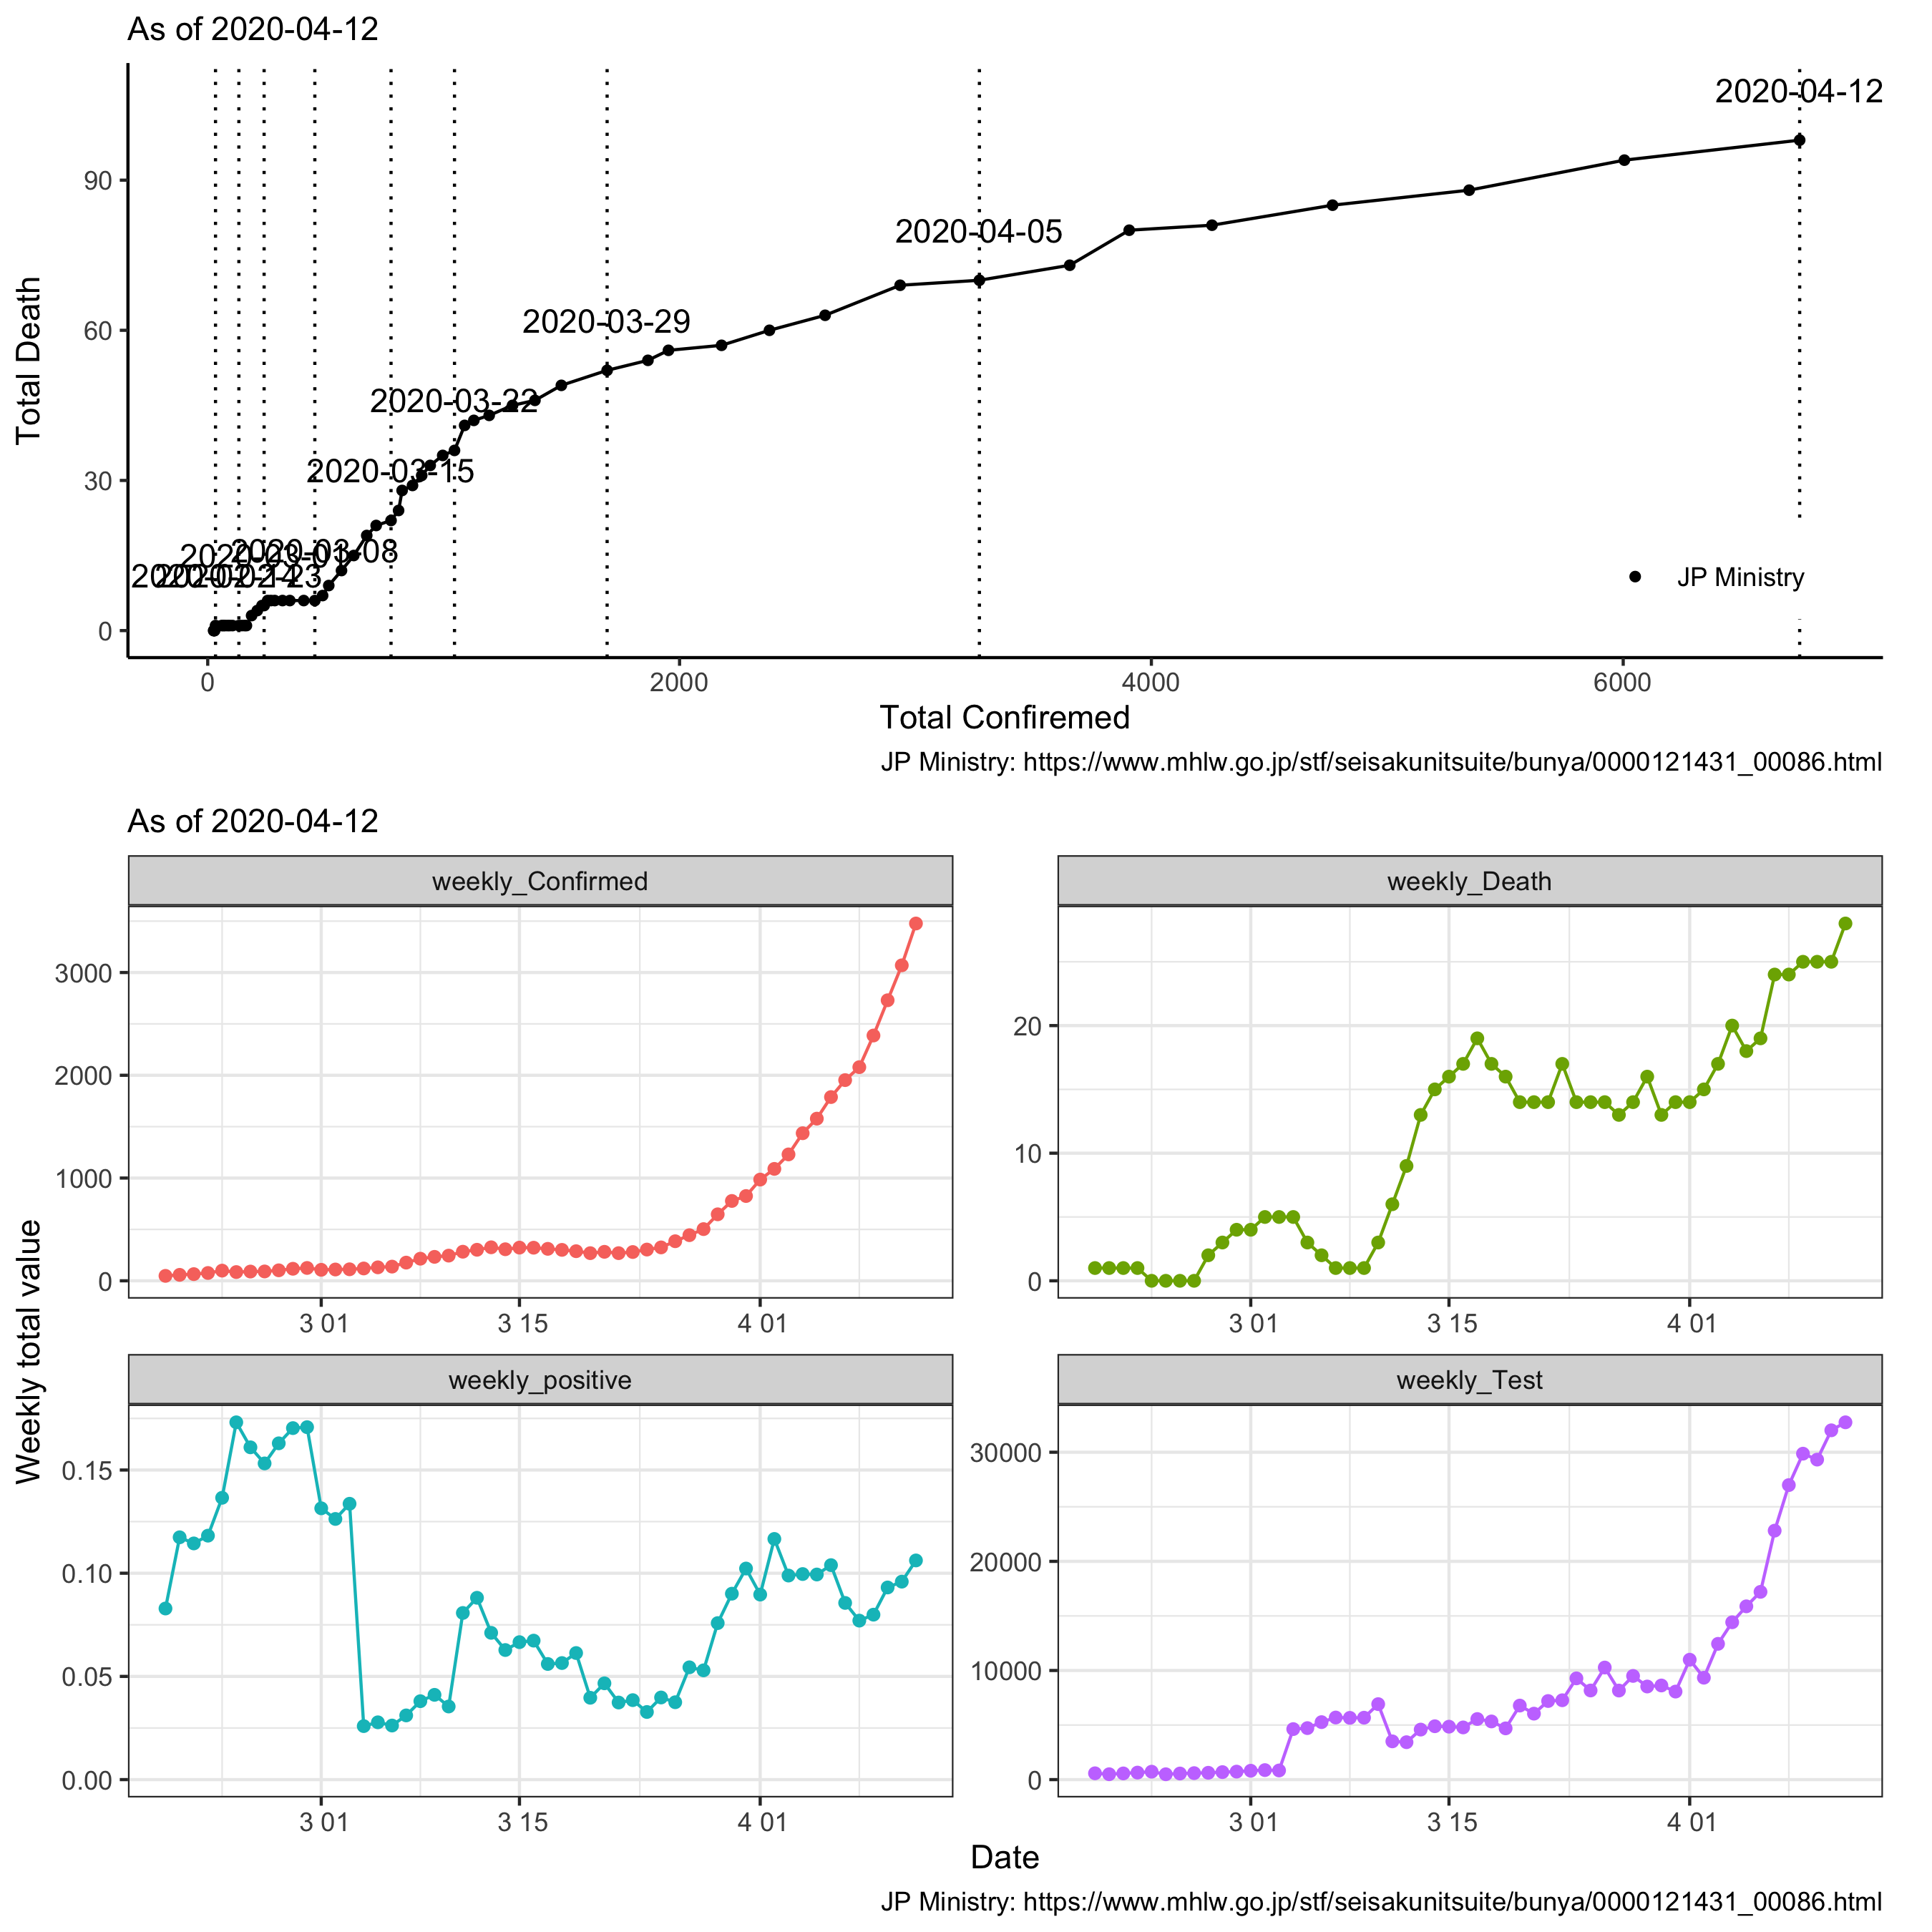 As of 2020-04-12
Total Death
90
60
30
0
2020-04-12
2020-04-05
2020-03-29
2020-03-22
2020-03-15
2020-03-08
JP Ministry
0 2000 4000 6000
Total Confiremed
JP Ministry: https://www.mhlw.go.jp/stf/seisakunitsuite/bunya/0000121431_00086.html
As of 2020-04-12
Weekly total value
weekly_Confirmed
3000
2000
1000
0
3 01 3 15 4 01
weekly_Death
20
10
0
3 01 3 15 4 01
weekly_positive
0.15
0.10
0.05
0.00
3 01 3 15 4 01
weekly_Test
30000
20000
10000
0
3 01 3 15 4 01
Date
JP Ministry: https://www.mhlw.go.jp/stf/seisakunitsuite/bunya/0000121431_00086.html